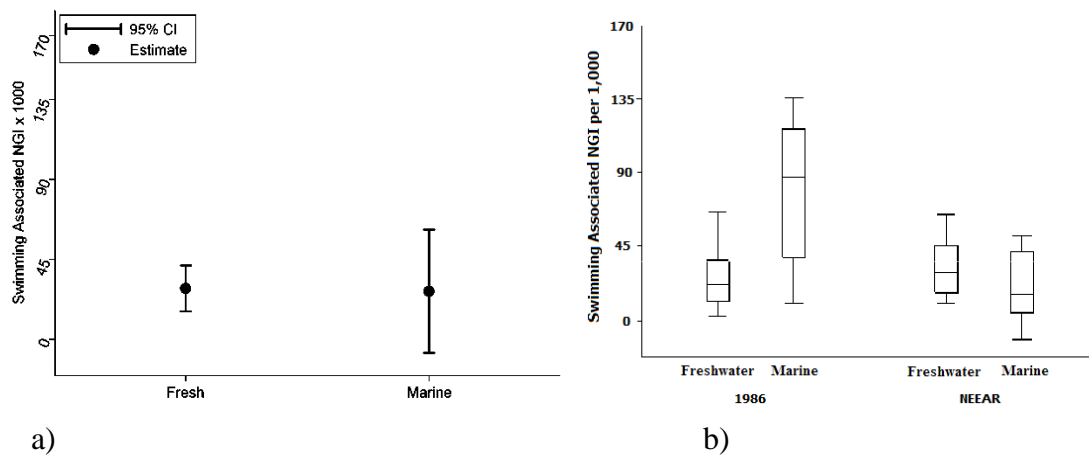 95% CI
Estimate
Swimming Associated NGI x 1000
170
135
90
45
0
Fresh
Marine
a)
Swimming Associated NGI per 1,000
170
135
90
45
0
Freshwater
Marine
Freshwater
Marine
1986
NEEAR
b)